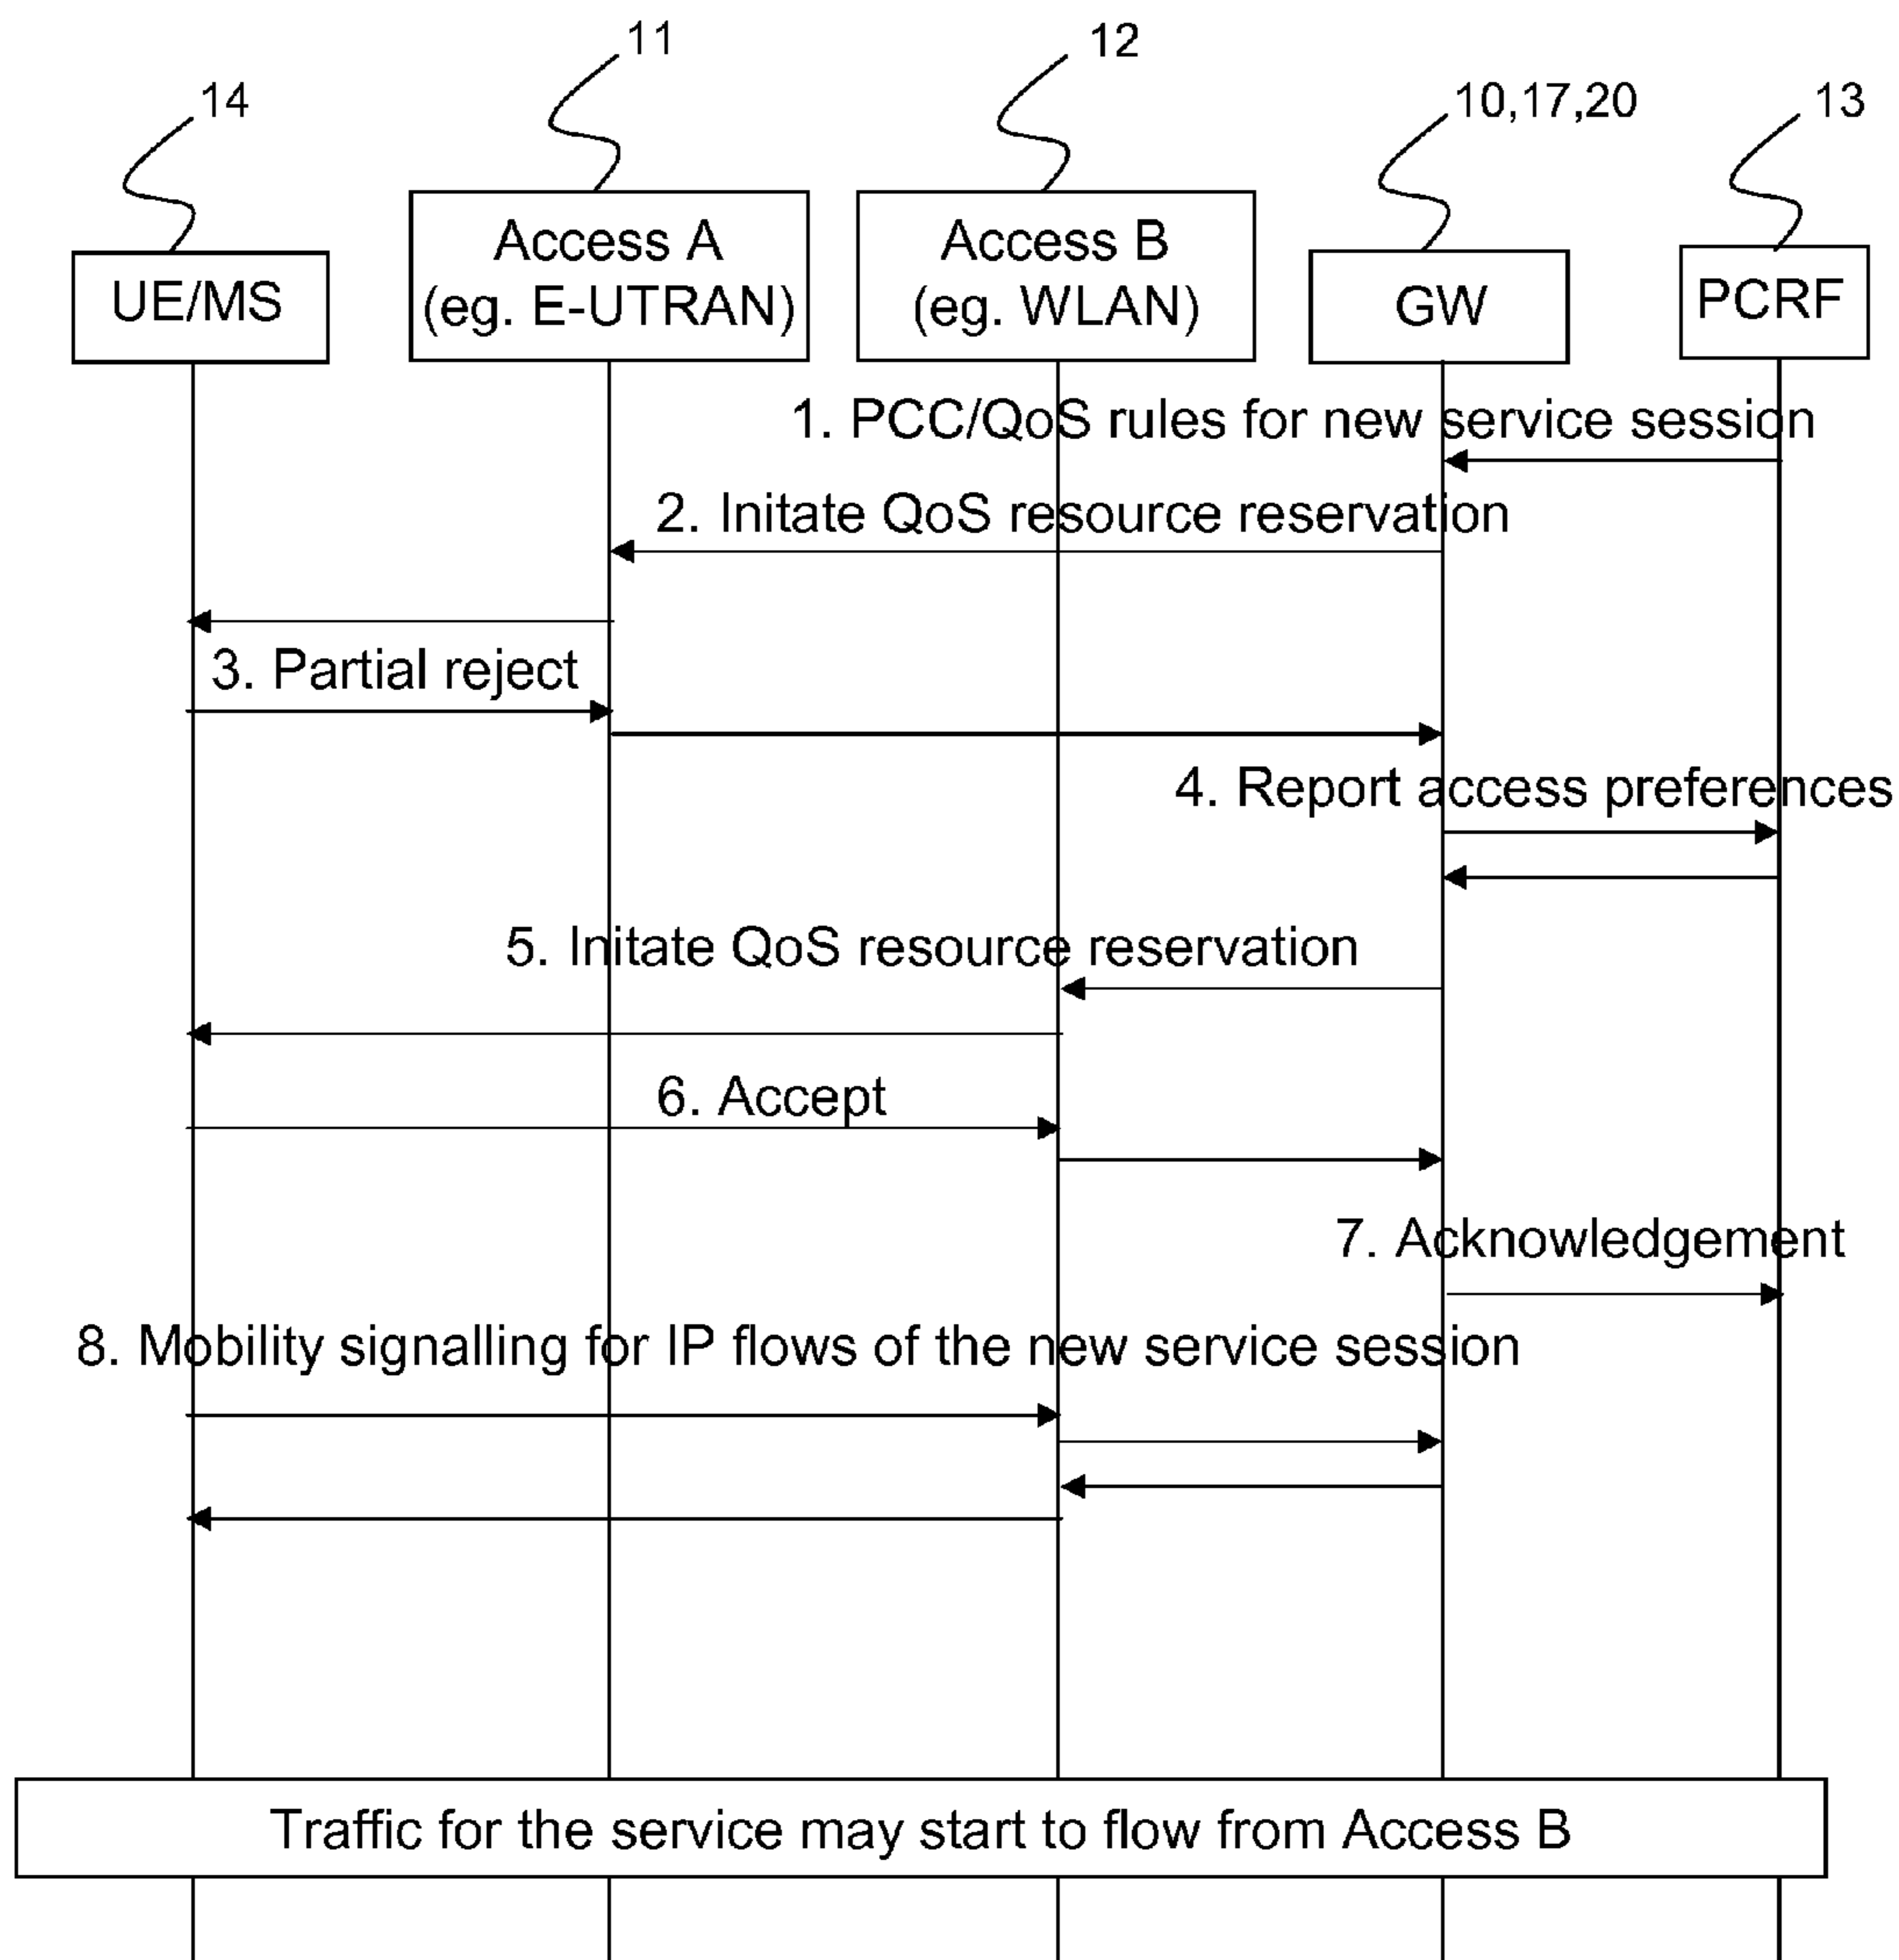 11
12
14
10,17,20
13
UE/MS
Access A
(eg. E-UTRAN)
Access B
(eg. WLAN)
GW
PCRF
1. PCC/QoS rules for new service session
2. Initate QoS resource reservation
3. Partial reject
4. Report access preferences
5. Initate QoS resource reservation
6. Accept
7. Acknowledgement
8. Mobility signalling for IP flows of the new service session
Traffic for the service may start to flow from Access B